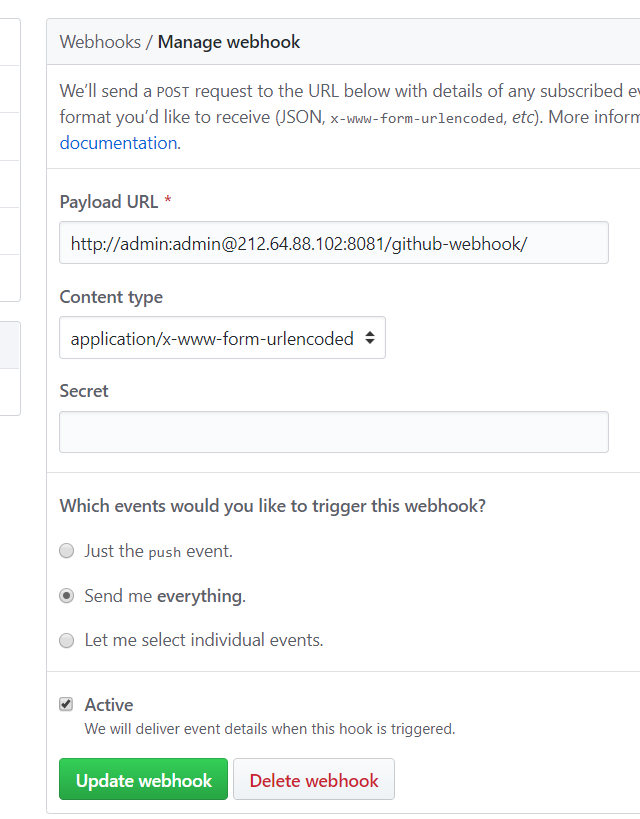 Webhooks / Manage webhook
We’ll send a POST request to the URL below with details of any subscribed
format you’d like to receive (JSON, x-www-form-urlencoded, etc). More
documentation.
Payload URL *
http://admin:admin@212.64.88.102:8081/github-webhook/
Content type
application/x-www-form-urlencoded
Secret
Which events would you like to trigger this webhook?
Just the push event.
Send me everything.
Let me select individual events.
Active
We will deliver event details when this hook is triggered.
Update webhook
Delete webhook